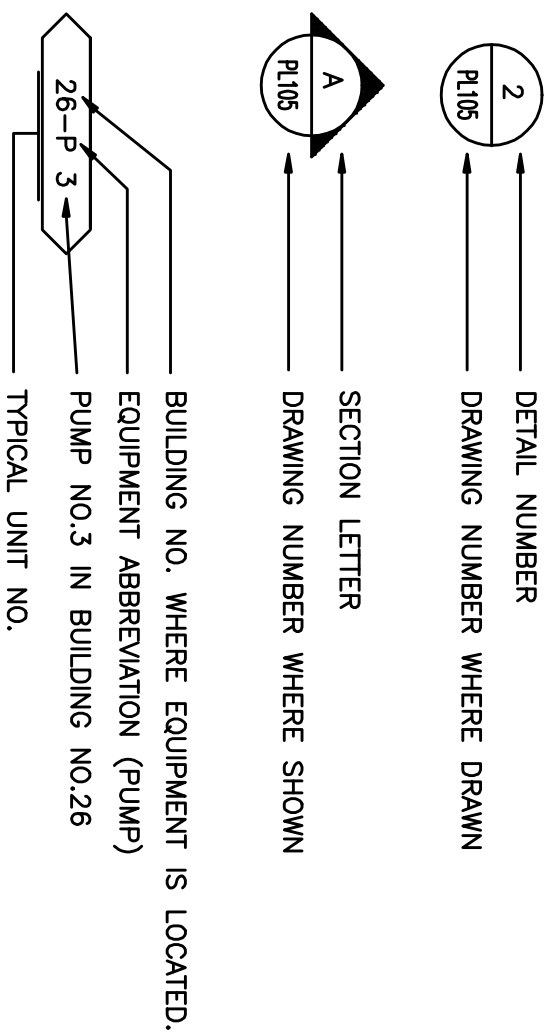 2
PL105
DETAIL NUMBER
DRAWING NUMBER WHERE DRAWN
A
PL105
SECTION LETTER
DRAWING NUMBER WHERE SHOWN
26-P 3
BUILDING NO. WHERE EQUIPMENT IS LOCATED.
EQUIPMENT ABBREVIATION (PUMP)
PUMP NO.3 IN BUILDING NO.26
TYPICAL UNIT NO.